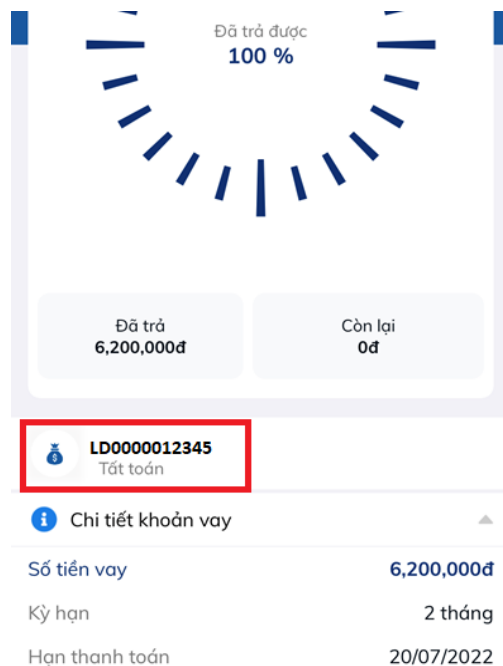 Đã trả được
100 %
Đã trả
6,200,000đ
Còn lại
0đ
LD0000012345
Tất toán
Chi tiết khoản vay
Số tiền vay
6,200,000đ
Kỳ hạn
2 tháng
Hạn thanh toán
20/07/2022